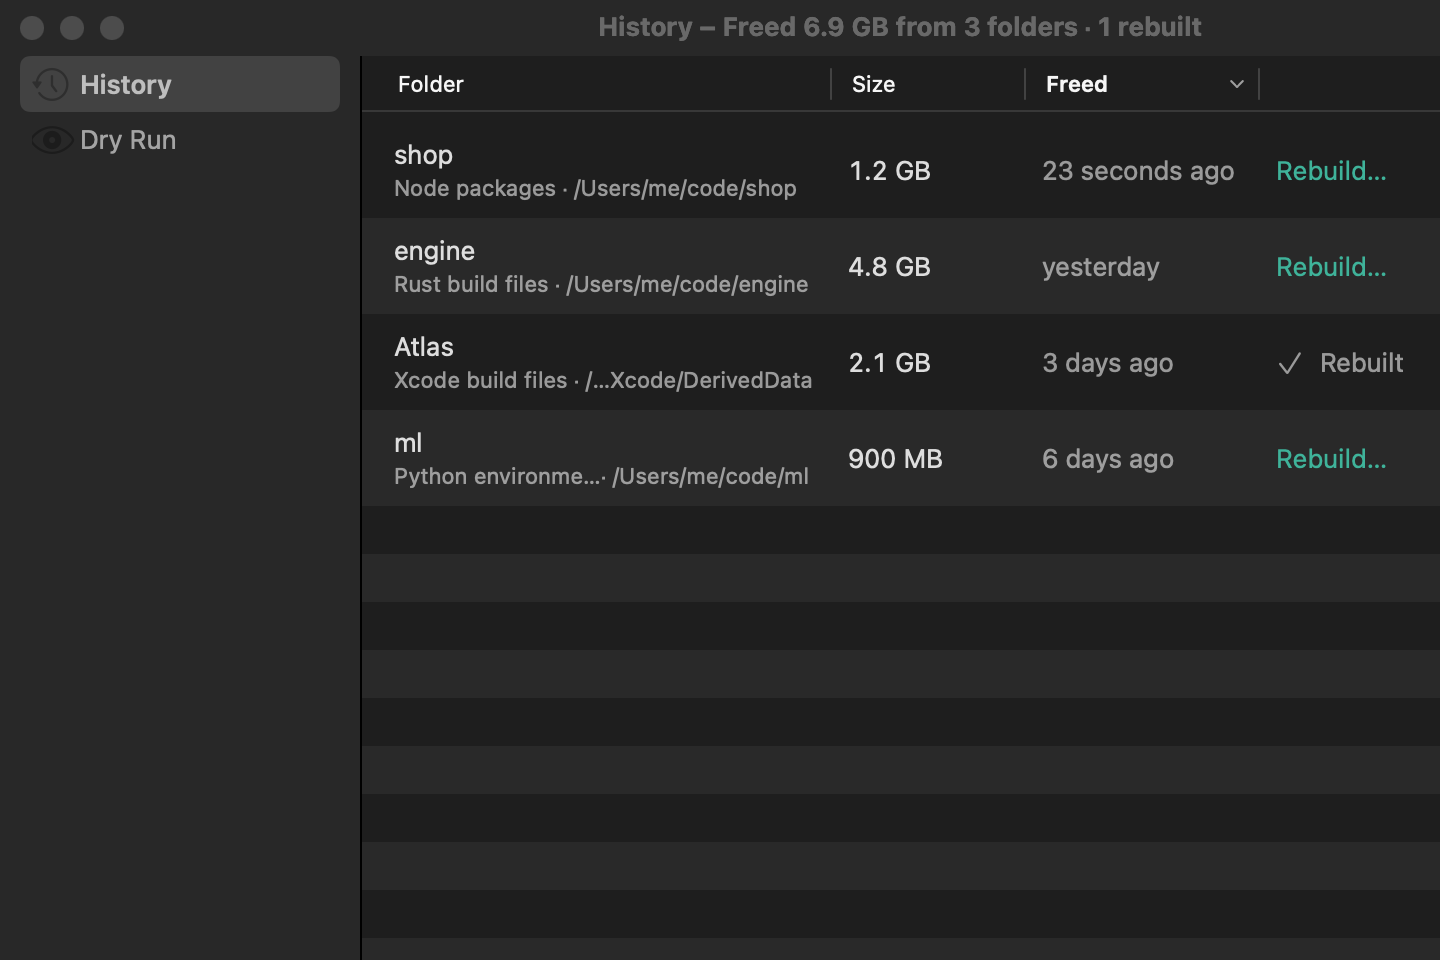 History – Freed 6.9 GB from 3 folders · 1 rebuilt
History
Dry Run
Folder Size Freed
shop
Node packages · /Users/me/code/shop
1.2 GB 23 seconds ago Rebuild...
engine
Rust build files · /Users/me/code/engine
4.8 GB yesterday Rebuild...
Atlas
Xcode build files · /...Xcode/DerivedData
2.1 GB 3 days ago ✓ Rebuilt
ml
Python environme...· /Users/me/code/ml
900 MB 6 days ago Rebuild...